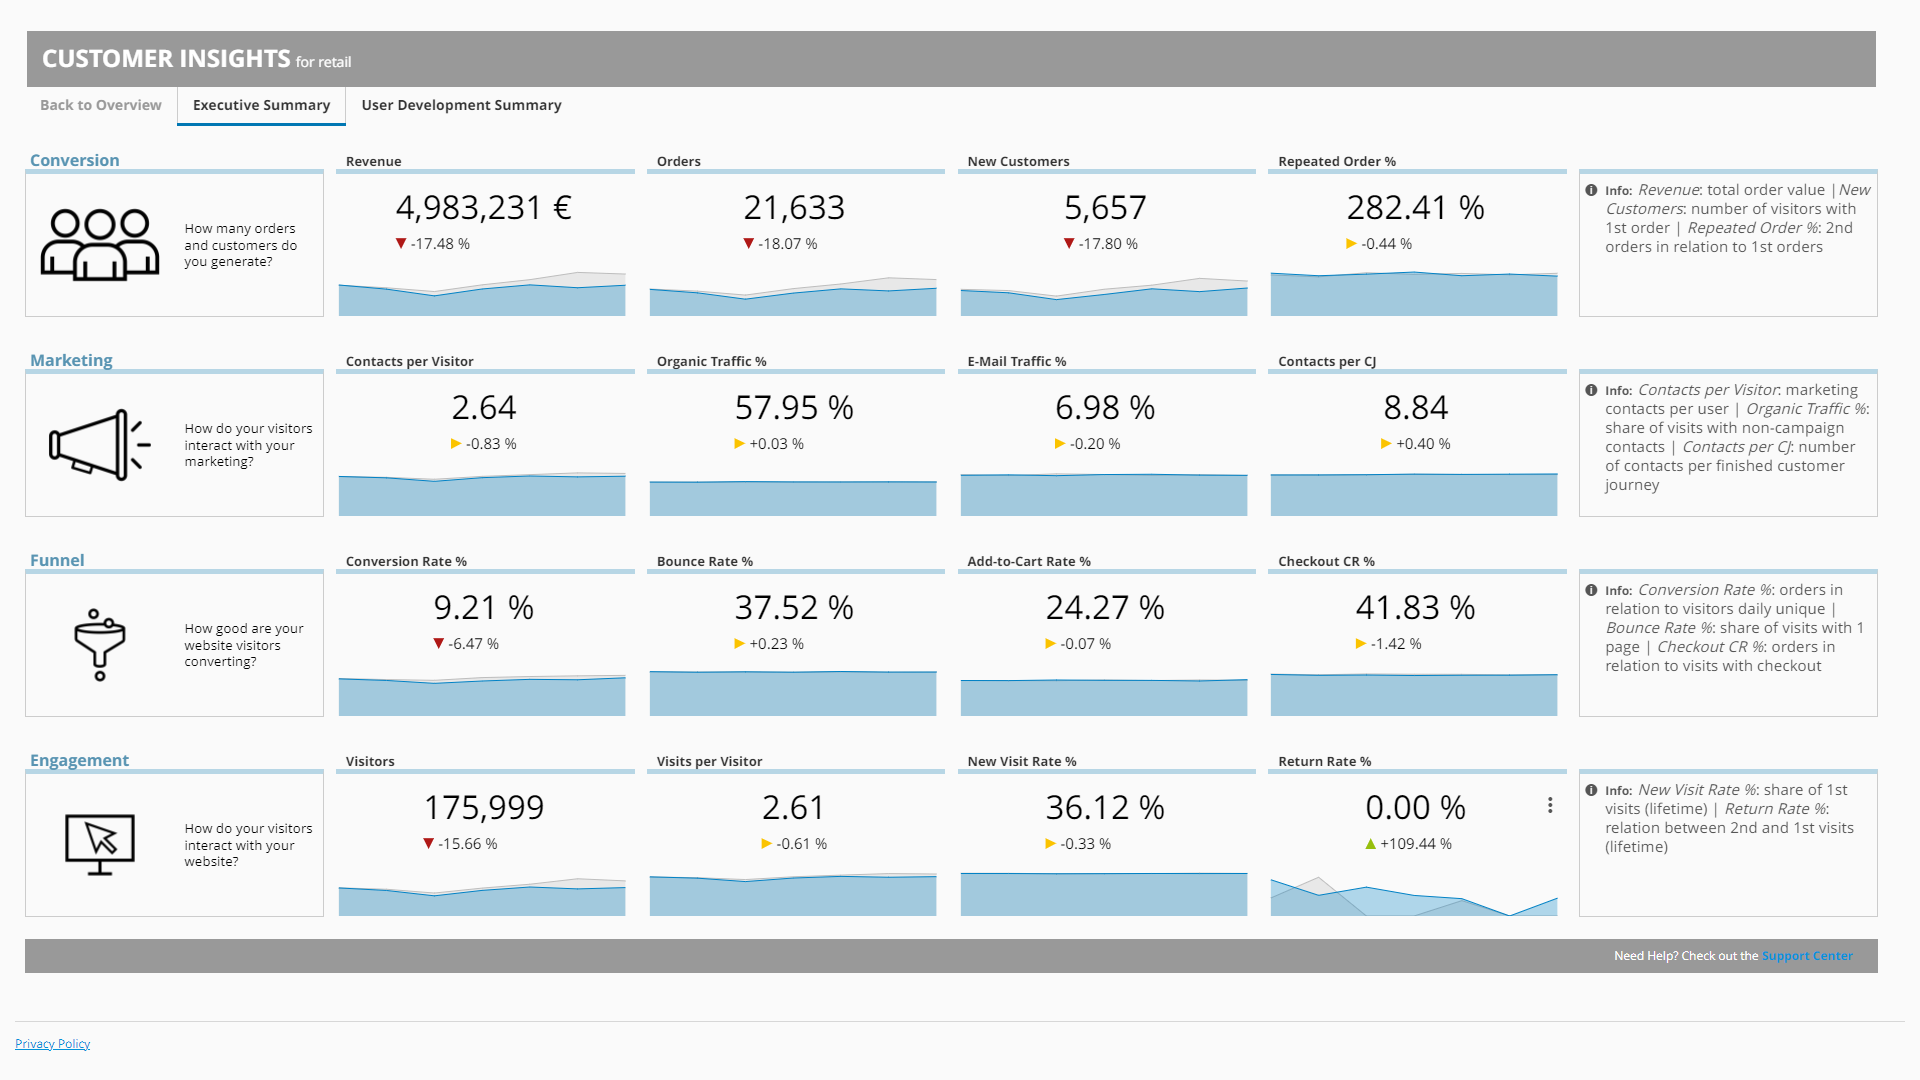 CUSTOMER INSIGHTS for retail
Back to Overview
Executive Summary
User Development Summary
Conversion
How many orders
and customers do
you generate?
Revenue
4,983,231 €
-17.48 %
Orders
21,633
-18.07 %
New Customers
5,657
-17.80 %
Repeated Order %
282.41 %
-0.44 %
Info: Revenue: total order value |New
Customers: number of visitors with
1st order | Repeated Order %: 2nd
orders in relation to 1st orders
Marketing
How do your visitors
interact with your
marketing?
Contacts per Visitor
2.64
-0.83 %
Organic Traffic %
57.95 %
+0.03 %
E-Mail Traffic %
6.98 %
-0.20 %
Contacts per CJ
8.84
+0.40 %
Info: Contacts per Visitor: marketing
contacts per user | Organic Traffic %:
share of visits with non-campaign
contacts | Contacts per CJ: number
of contacts per finished customer
journey
Funnel
How good are your
website visitors
converting?
Conversion Rate %
9.21 %
-6.47 %
Bounce Rate %
37.52 %
+0.23 %
Add-to-Cart Rate %
24.27 %
-0.07 %
Checkout CR %
41.83 %
-1.42 %
Info: Conversion Rate %: orders in
relation to visitors daily unique |
Bounce Rate %: share of visits with 1
page | Checkout CR %: orders in
relation to visits with checkout
Engagement
How do your visitors
interact with your
website?
Visitors
175,999
-15.66 %
Visits per Visitor
2.61
-0.61 %
New Visit Rate %
36.12 %
-0.33 %
Return Rate %
0.00 %
+109.44 %
Info: New Visit Rate %: share of 1st
visits (lifetime) | Return Rate %:
relation between 2nd and 1st visits
(lifetime)
Need Help? Check out the Support Center
Privacy Policy